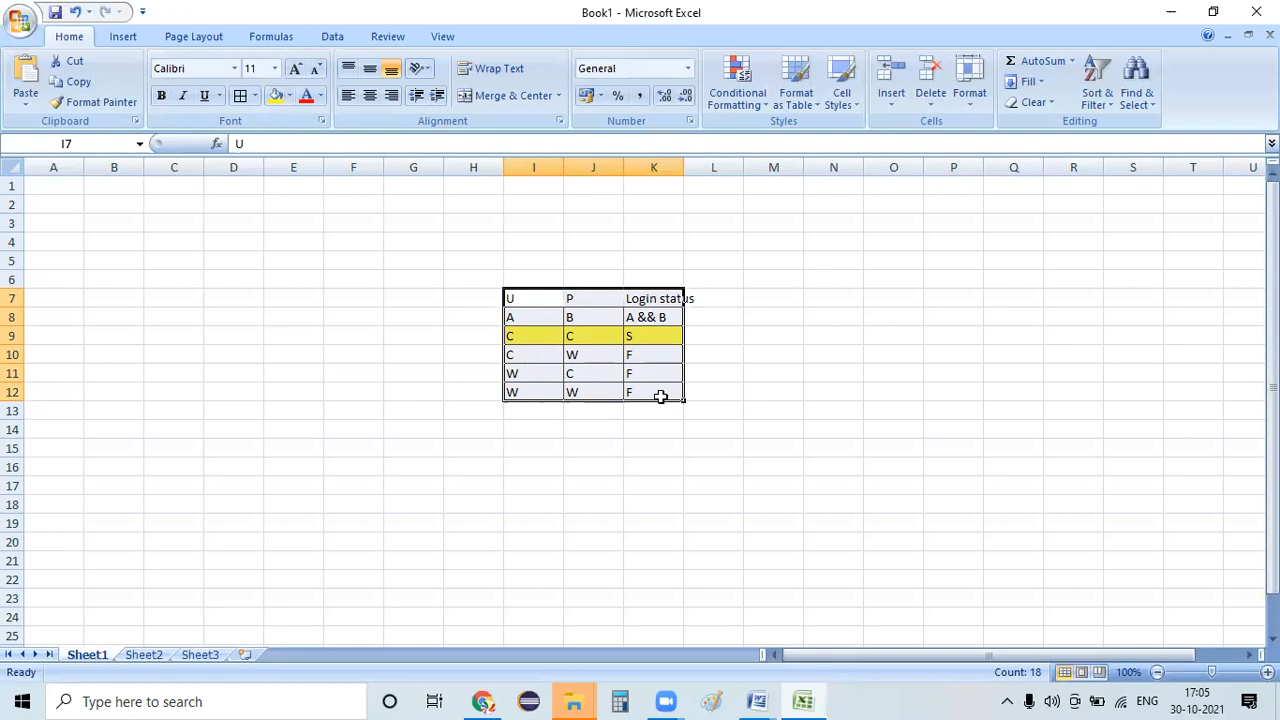 Book1 - Microsoft Excel
Home Insert Page Layout Formulas Data Review View
Paste Cut Copy Format Painter Clipboard
Calibri 11 A A B I U A Font
Wrap Text Merge & Center Alignment
General % , Number
Conditional Formatting Format as Table Cell Styles Styles
Insert Delete Format Cells
Σ AutoSum Fill Clear Sort & Filter Find & Select Editing
I7 fx U
A B C D E F G H I J K L M N O P Q R S T U
1
2
3
4
5
6
7 U P Login status
8 A B A && B
9 C C S
10 C W F
11 W C F
12 W W F
13
14
15
16
17
18
19
20
21
22
23
24
25
Sheet1 Sheet2 Sheet3
Ready Count: 18 100%
Type here to search ENG 17:05
30-10-2021